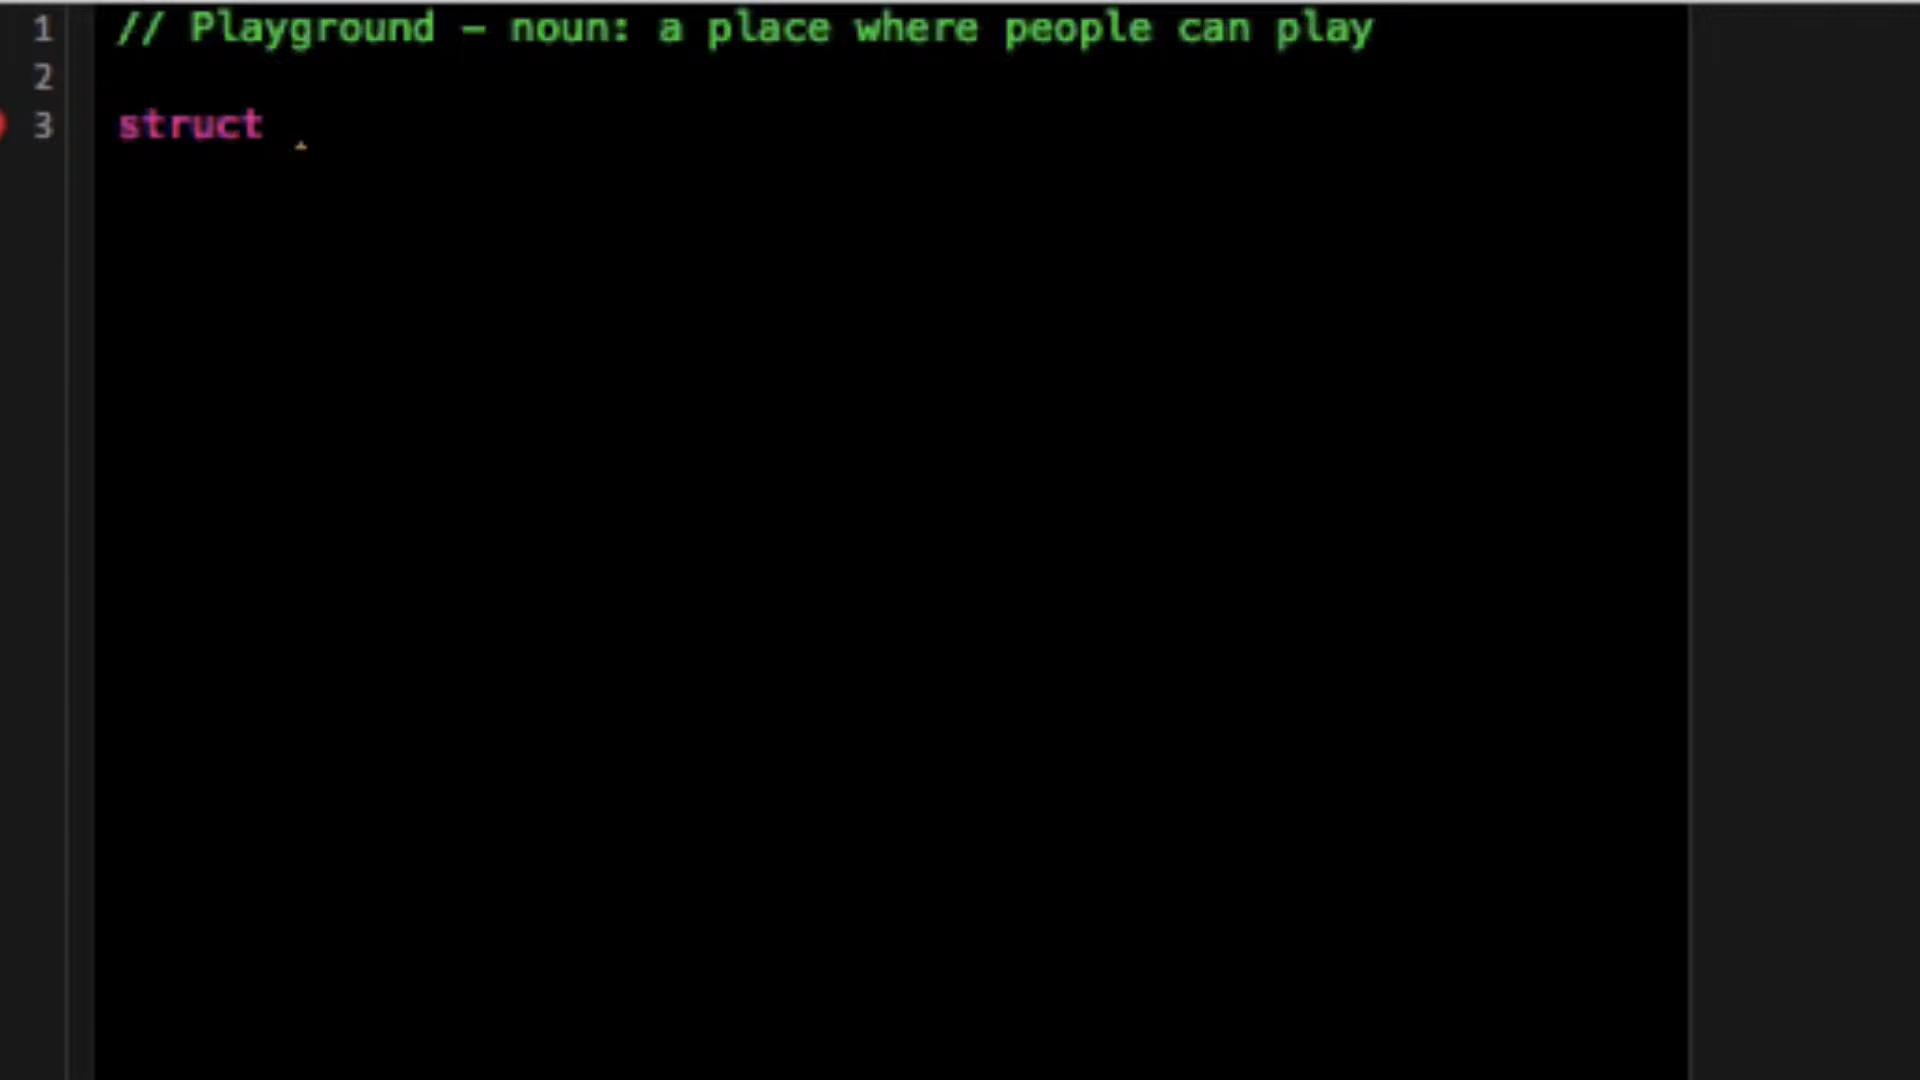 1 // Playground – noun: a place where people can play
2
3 struct